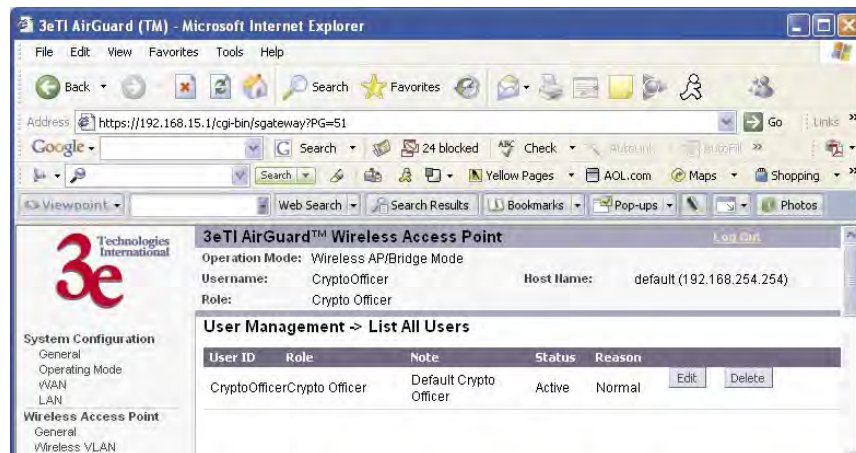 3eTI AirGuard (TM) - Microsoft Internet Explorer
File Edit View Favorites Tools Help
Back Search Favorites
Address https://192.168.15.1/cgi-bin/sgateway?PG=51 Go Links »
Google Search 24 blocked ABC Check AutoLink AutoFill »
Search Yellow Pages AOL.com Maps Shopping »
Viewpoint Web Search Search Results Bookmarks Pop-ups Photos
3e Technologies International
3eTI AirGuard™ Wireless Access Point Log Out
Operation Mode: Wireless AP/Bridge Mode
Username: CryptoOfficer Host Name: default (192.168.254.254)
Role: Crypto Officer
User Management -> List All Users
User ID Role Note Status Reason
CryptoOfficer Crypto Officer Default Crypto Officer Active Normal Edit Delete
System Configuration
General
Operating Mode
WAN
LAN
Wireless Access Point
General
Wireless VLAN